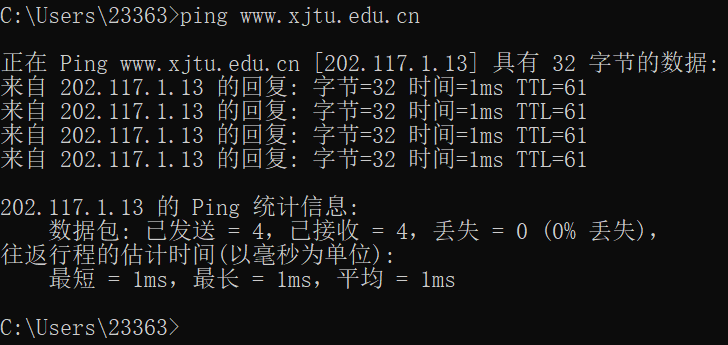 C:\Users\23363>ping www.xjtu.edu.cn
正在 Ping www.xjtu.edu.cn [202.117.1.13] 具有 32 字节的数据:
来自 202.117.1.13 的回复: 字节=32 时间=1ms TTL=61
来自 202.117.1.13 的回复: 字节=32 时间=1ms TTL=61
来自 202.117.1.13 的回复: 字节=32 时间=1ms TTL=61
来自 202.117.1.13 的回复: 字节=32 时间=1ms TTL=61
202.117.1.13 的 Ping 统计信息:
数据包: 已发送 = 4，已接收 = 4，丢失 = 0 (0% 丢失)，
往返行程的估计时间(以毫秒为单位):
最短 = 1ms，最长 = 1ms，平均 = 1ms
C:\Users\23363>